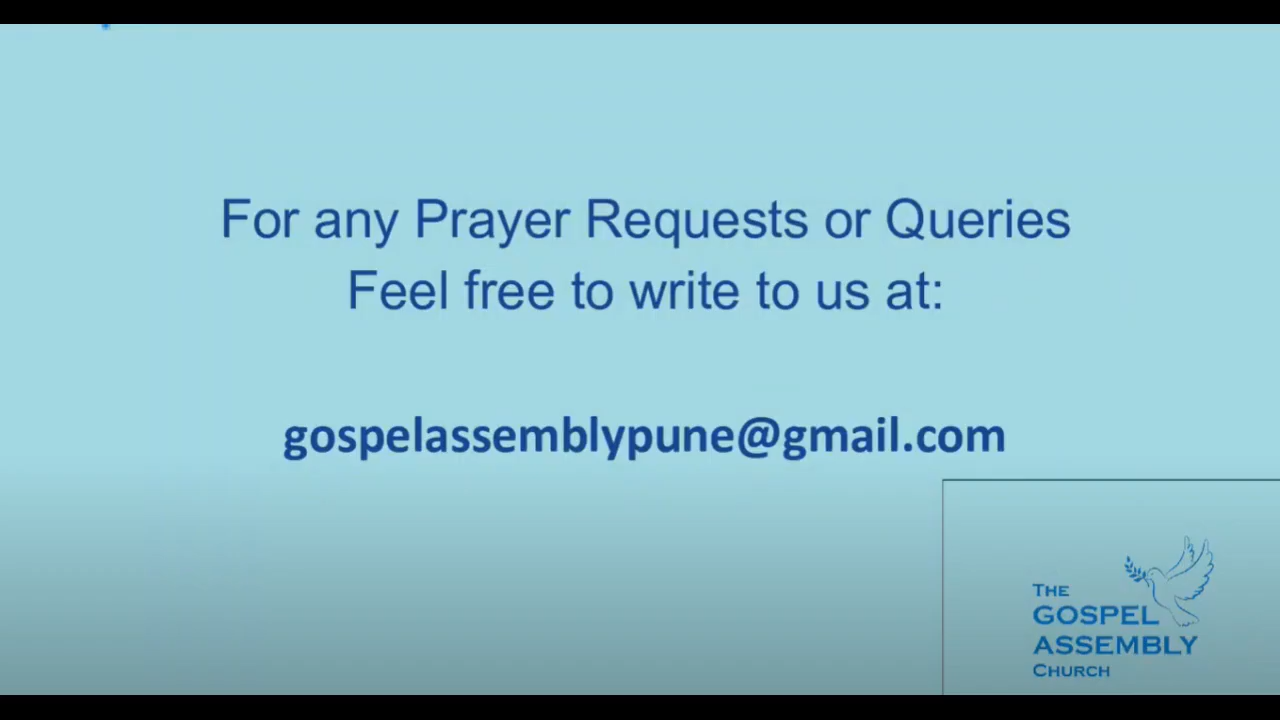 For any Prayer Requests or Queries
Feel free to write to us at:
gospelassemblypune@gmail.com
THE
GOSPEL
ASSEMBLY
CHURCH